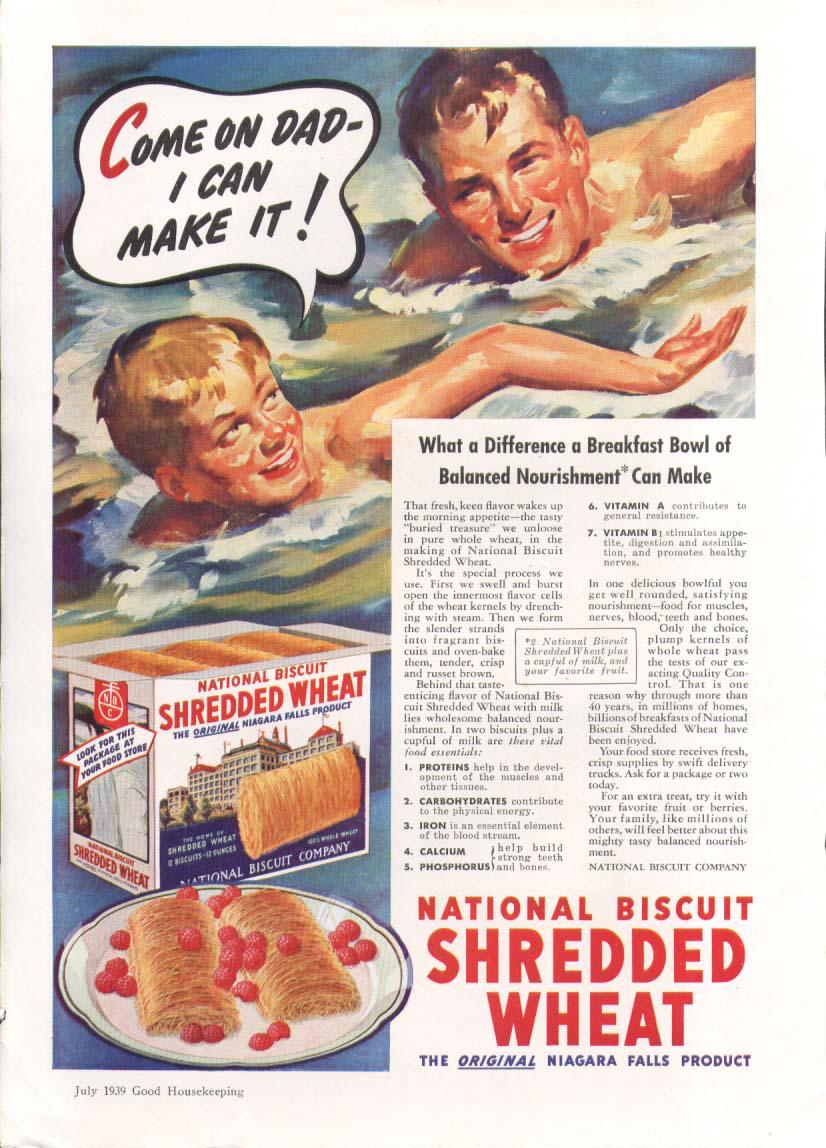 COME ON DAD-
I CAN
MAKE IT!
What a Difference a Breakfast Bowl of
Balanced Nourishment* Can Make
That fresh, keen flavor wakes up
the morning appetite—the tasty
"buried treasure" we unloose
in pure whole wheat, in the
making of National Biscuit
Shredded Wheat.
It's the special process we
use. First we swell and burst
open the innermost flavor cells
of the wheat kernels by drench-
ing with steam. Then we form
the slender strands
into fragrant bis-
cuits and oven-bake
them, tender, crisp
and russet brown.
Behind that taste-
enticing flavor of National Bis-
cuit Shredded Wheat with milk
lies wholesome balanced nour-
ishment. In two biscuits plus a
cupful of milk are these vital
food essentials:
1. PROTEINS help in the devel-
opment of the muscles and
other tissues.
2. CARBOHYDRATES contribute
to the physical energy.
3. IRON is an essential element
of the blood stream.
4. CALCIUM } help build
strong teeth
5. PHOSPHORUS } and bones.
6. VITAMIN A contributes to
general resistance.
7. VITAMIN B1 stimulates appe-
tite, digestion and assimila-
tion, and promotes healthy
nerves.
In one delicious bowlful you
get well rounded, satisfying
nourishment—food for muscles,
nerves, blood, teeth and bones.
Only the choice,
plump kernels of
whole wheat pass
the tests of our ex-
acting Quality Con-
trol. That is one
reason why through more than
40 years, in millions of homes,
billions of breakfasts of National
Biscuit Shredded Wheat have
been enjoyed.
Your food store receives fresh,
crisp supplies by swift delivery
trucks. Ask for a package or two
today.
For an extra treat, try it with
your favorite fruit or berries.
Your family, like millions of
others, will feel better about this
mighty tasty balanced nourish-
ment.
NATIONAL BISCUIT COMPANY
*2 National Biscuit
Shredded Wheat plus
a cupful of milk, and
your favorite fruit.
NATIONAL BISCUIT
SHREDDED WHEAT
THE ORIGINAL NIAGARA FALLS PRODUCT
N B
C
LOOK FOR THIS
PACKAGE AT
YOUR FOOD STORE
THE HOME OF
SHREDDED WHEAT
12 BISCUITS-12 OUNCES
100% WHOLE WHEAT
NATIONAL BISCUIT COMPANY
NATIONAL BISCUIT
SHREDDED WHEAT
NATIONAL BISCUIT
SHREDDED
WHEAT
THE ORIGINAL NIAGARA FALLS PRODUCT
July 1939 Good Housekeeping